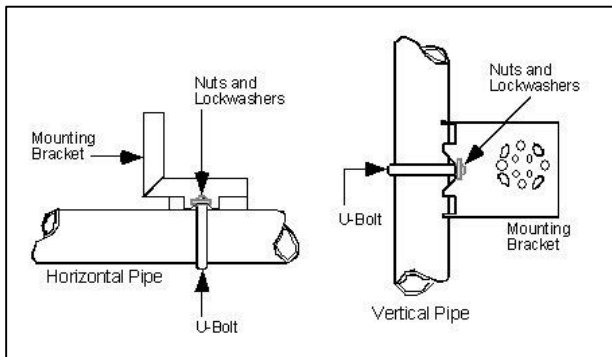 Nuts and
Lockwashers
Mounting
Bracket
Horizontal Pipe
U-Bolt
Nuts and
Lockwashers
U-Bolt
Mounting
Bracket
Vertical Pipe